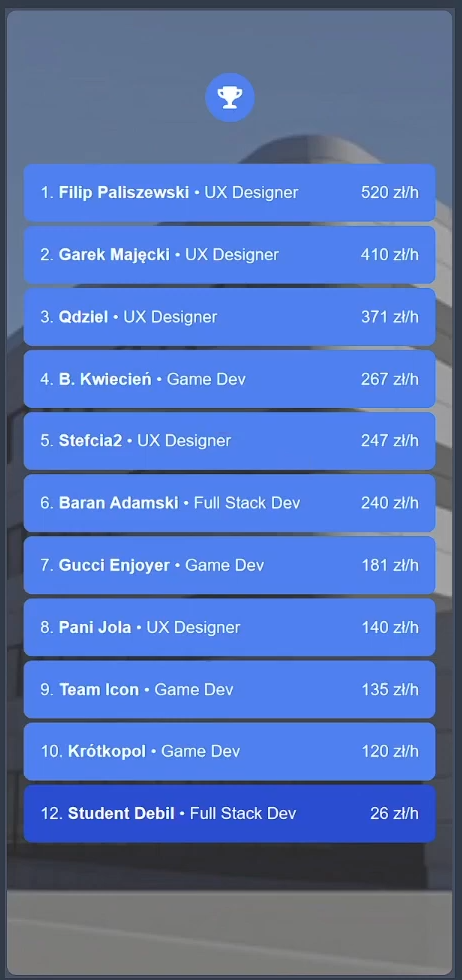 1. Filip Paliszewski • UX Designer 520 zł/h
2. Garek Majęcki • UX Designer 410 zł/h
3. Qdziel • UX Designer 371 zł/h
4. B. Kwiecień • Game Dev 267 zł/h
5. Stefcia2 • UX Designer 247 zł/h
6. Baran Adamski • Full Stack Dev 240 zł/h
7. Gucci Enjoyer • Game Dev 181 zł/h
8. Pani Jola • UX Designer 140 zł/h
9. Team Icon • Game Dev 135 zł/h
10. Krótkopol • Game Dev 120 zł/h
12. Student Debil • Full Stack Dev 26 zł/h